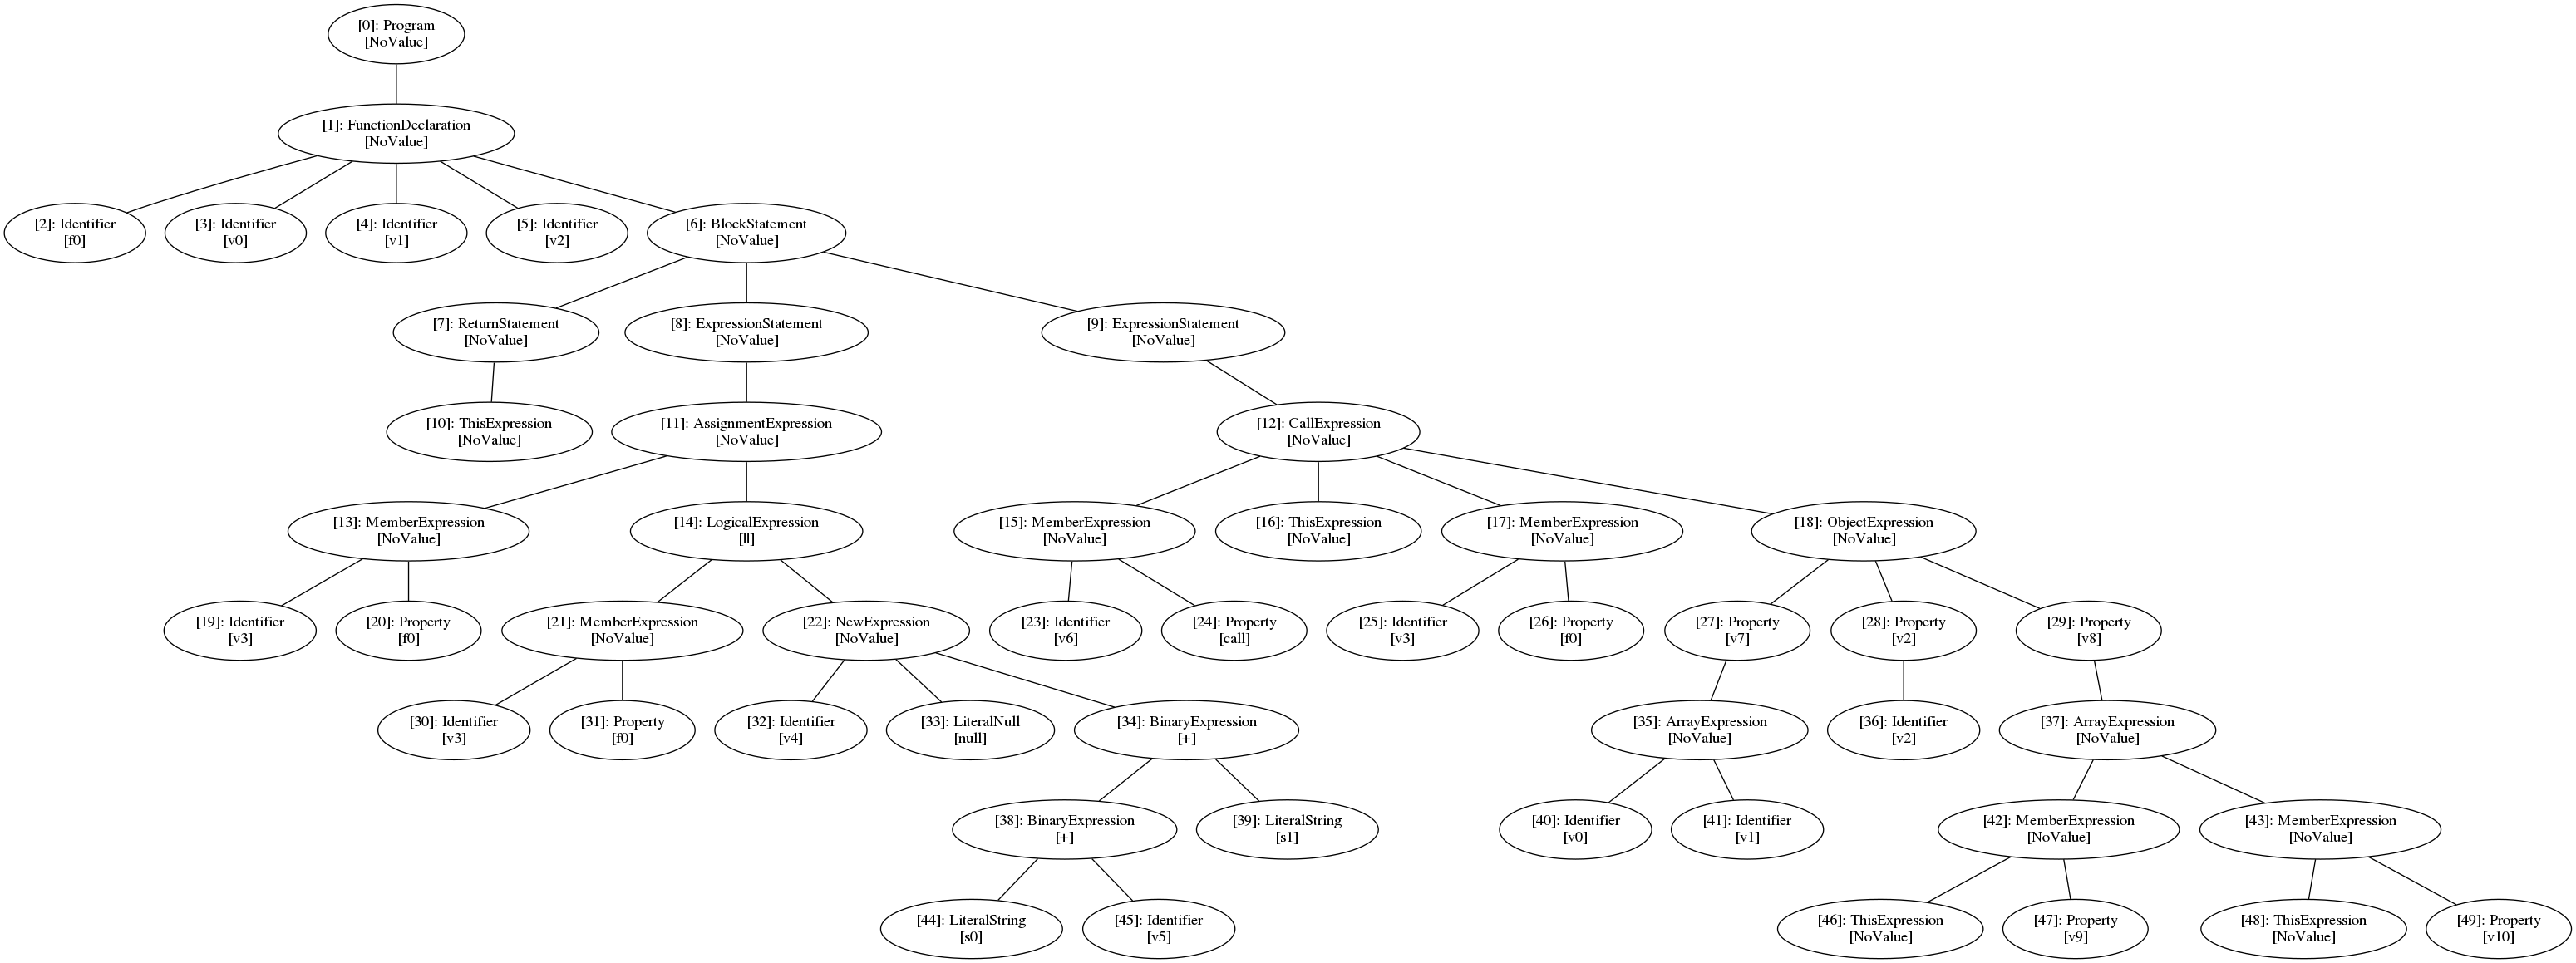 [0]: Program
[NoValue]
[1]: FunctionDeclaration
[NoValue]
[2]: Identifier
[f0]
[3]: Identifier
[v0]
[4]: Identifier
[v1]
[5]: Identifier
[v2]
[6]: BlockStatement
[NoValue]
[7]: ReturnStatement
[NoValue]
[8]: ExpressionStatement
[NoValue]
[9]: ExpressionStatement
[NoValue]
[10]: ThisExpression
[NoValue]
[11]: AssignmentExpression
[NoValue]
[12]: CallExpression
[NoValue]
[13]: MemberExpression
[NoValue]
[14]: LogicalExpression
[||]
[15]: MemberExpression
[NoValue]
[16]: ThisExpression
[NoValue]
[17]: MemberExpression
[NoValue]
[18]: ObjectExpression
[NoValue]
[19]: Identifier
[v3]
[20]: Property
[f0]
[21]: MemberExpression
[NoValue]
[22]: NewExpression
[NoValue]
[23]: Identifier
[v6]
[24]: Property
[call]
[25]: Identifier
[v3]
[26]: Property
[f0]
[27]: Property
[v7]
[28]: Property
[v2]
[29]: Property
[v8]
[30]: Identifier
[v3]
[31]: Property
[f0]
[32]: Identifier
[v4]
[33]: LiteralNull
[null]
[34]: BinaryExpression
[+]
[35]: ArrayExpression
[NoValue]
[36]: Identifier
[v2]
[37]: ArrayExpression
[NoValue]
[38]: BinaryExpression
[+]
[39]: LiteralString
[s1]
[40]: Identifier
[v0]
[41]: Identifier
[v1]
[42]: MemberExpression
[NoValue]
[43]: MemberExpression
[NoValue]
[44]: LiteralString
[s0]
[45]: Identifier
[v5]
[46]: ThisExpression
[NoValue]
[47]: Property
[v9]
[48]: ThisExpression
[NoValue]
[49]: Property
[v10]